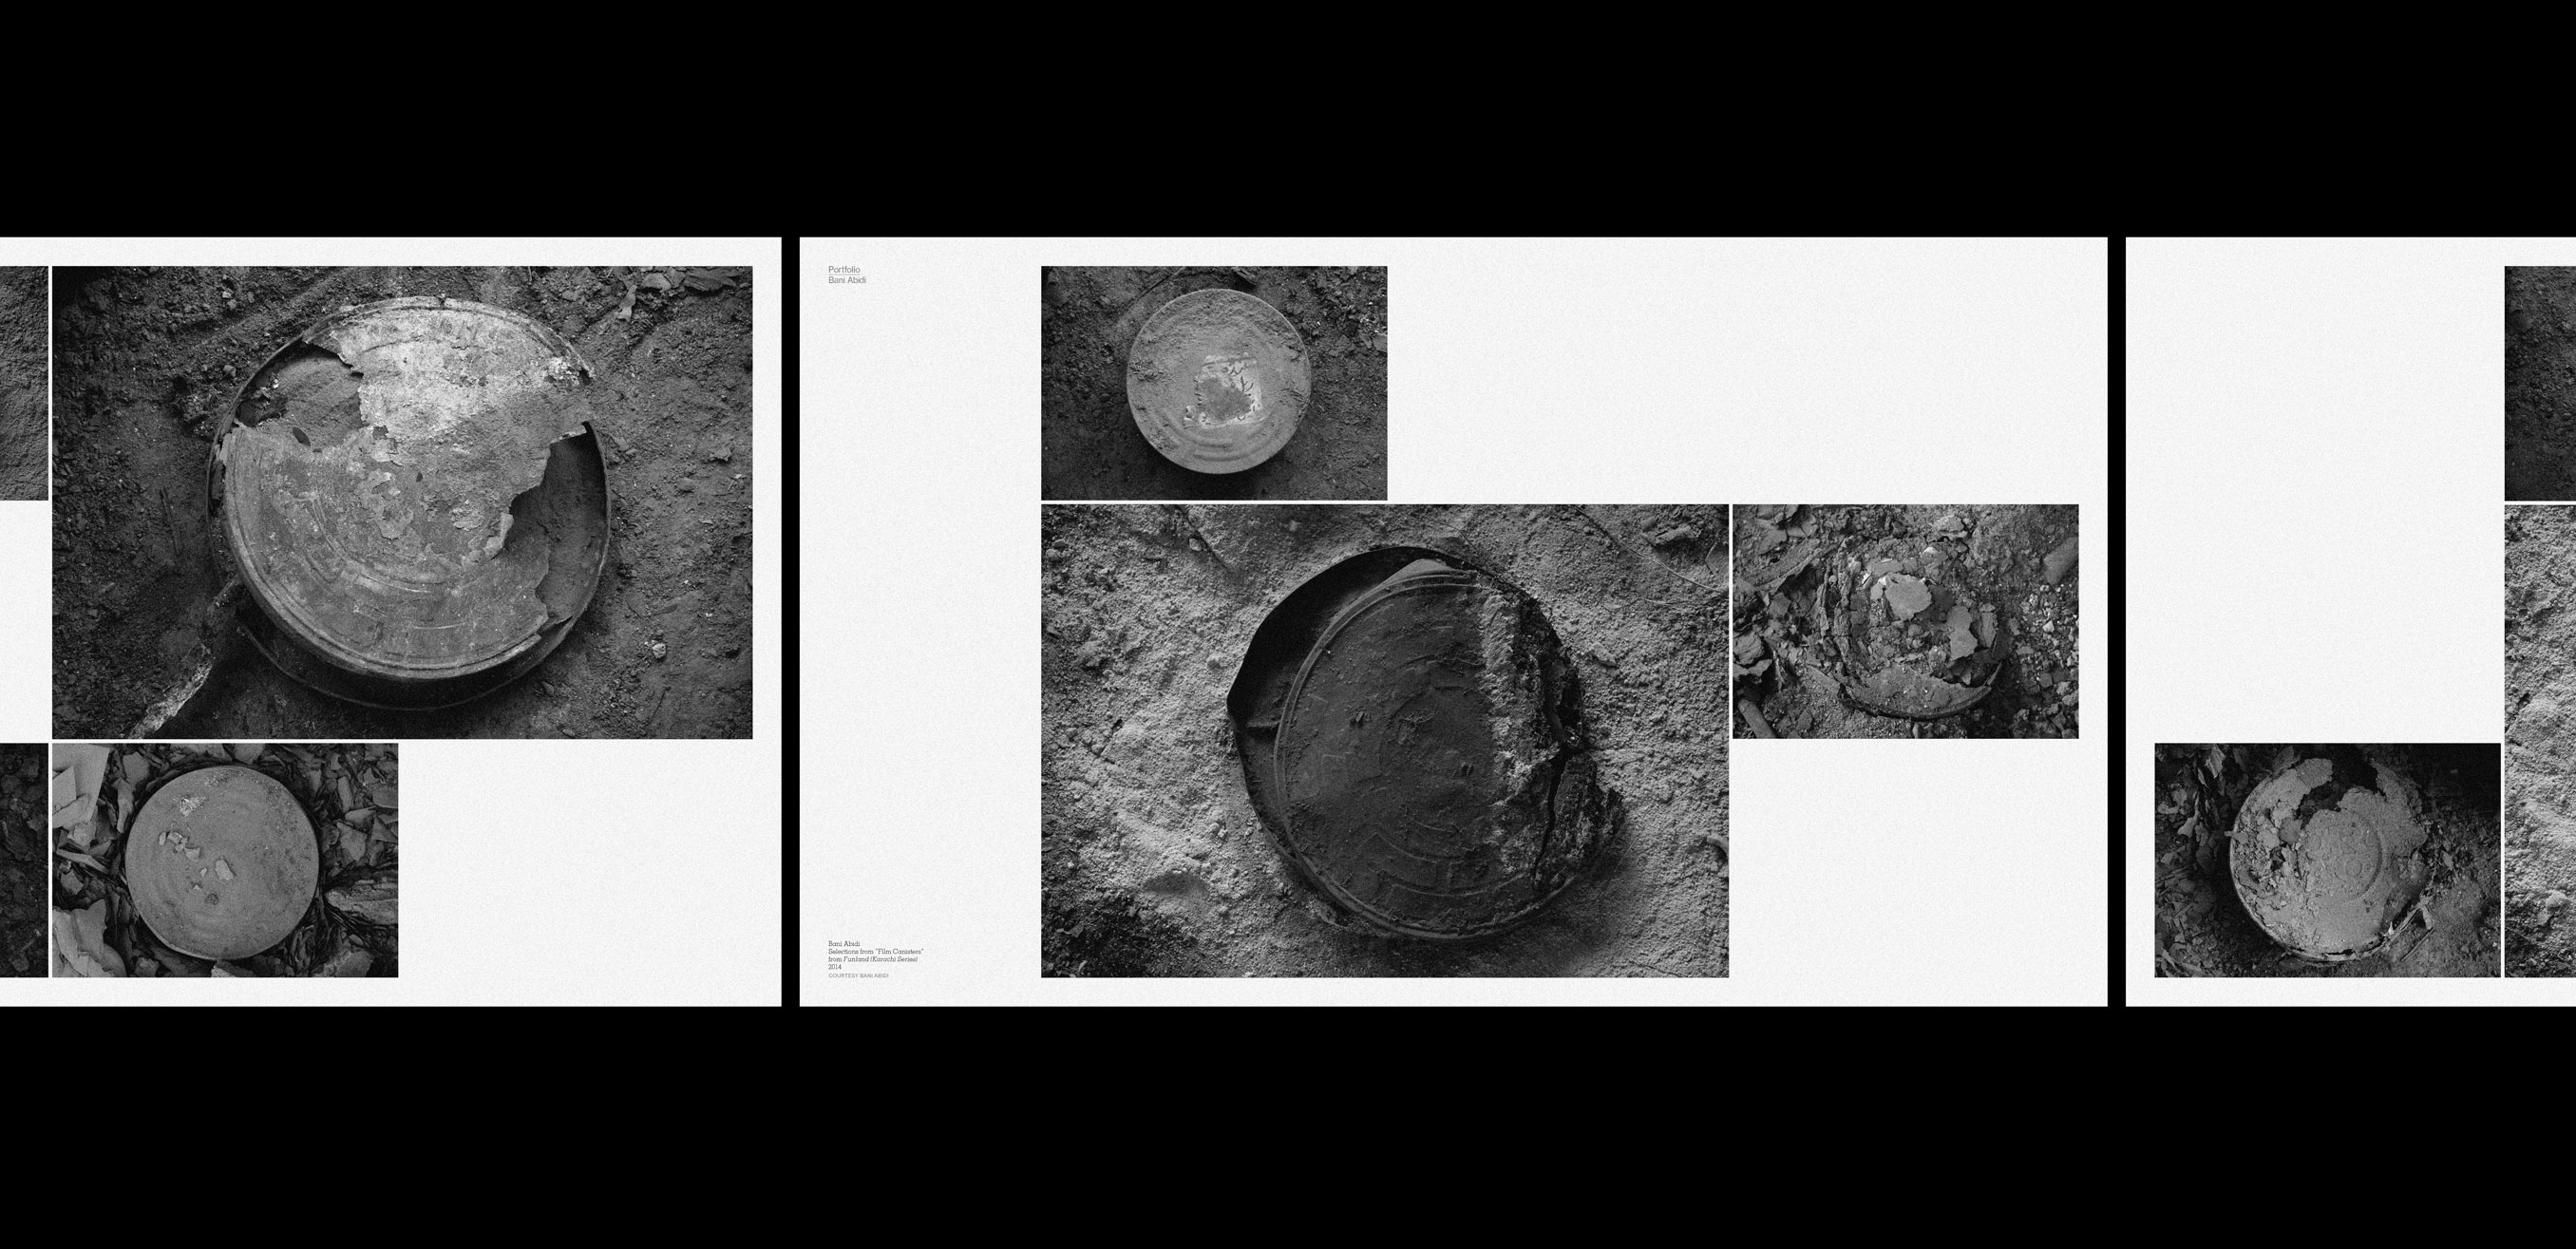 Portfolio
Bani Abidi
Bani Abidi
Selections from "Film Canisters"
from Funland (Karachi Series)
2014
COURTESY BANI ABIDI